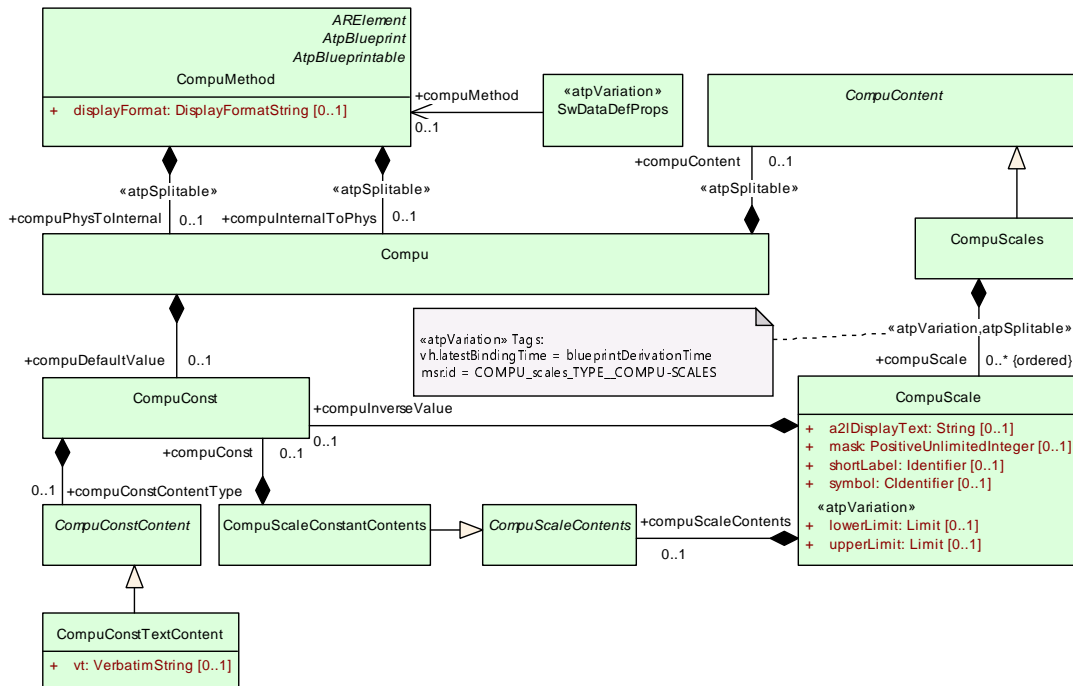 ARElement
AtpBlueprint
AtpBlueprintable
CompuMethod
+ displayFormat: DisplayFormatString [0..1]
+compuMethod
0..1
«atpVariation»
SwDataDefProps
CompuContent
+compuContent
0..1
«atpSplitable»
«atpSplitable»
«atpSplitable»
+compuPhysToInternal
0..1
+compuInternalToPhys
0..1
Compu
CompuScales
«atpVariation» Tags:
vh.latestBindingTime = blueprintDerivationTime
msr.id = COMPU_scales_TYPE__COMPU-SCALES
«atpVariation,atpSplitable»
+compuScale
0..* {ordered}
+compuDefaultValue
0..1
CompuConst
+compuInverseValue
0..1
CompuScale
+ a2lDisplayText: String [0..1]
+ mask: PositiveUnlimitedInteger [0..1]
+ shortLabel: Identifier [0..1]
+ symbol: CIdentifier [0..1]
«atpVariation»
+ lowerLimit: Limit [0..1]
+ upperLimit: Limit [0..1]
+compuConst
0..1
0..1
+compuConstContentType
CompuConstContent
CompuScaleConstantContents
CompuScaleContents
+compuScaleContents
0..1
CompuConstTextContent
+ vt: VerbatimString [0..1]